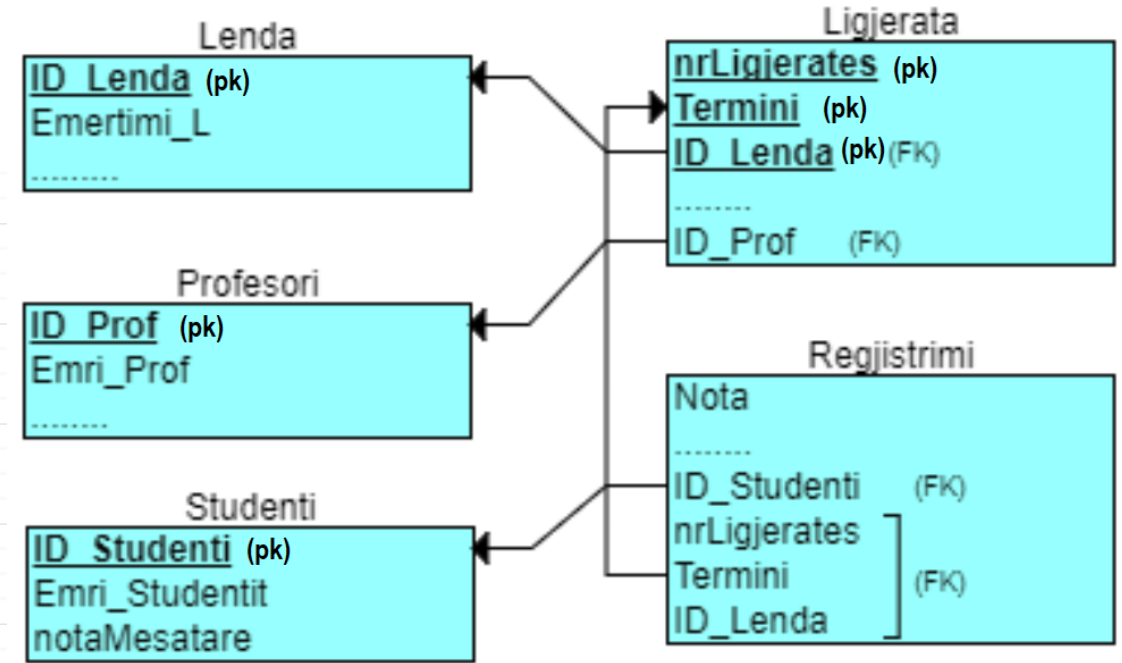 Lenda
ID_Lenda (pk)
Emertimi_L
.........
Profesori
ID_Prof (pk)
Emri_Prof
........
Studenti
ID_Studenti (pk)
Emri_Studentit
notaMesatare
Ligjerata
nrLigjerates (pk)
Termini (pk)
ID_Lenda (pk) (FK)
........
ID_Prof (FK)
Regjistrimi
Nota
........
ID_Studenti (FK)
nrLigjerates
Termini (FK)
ID_Lenda